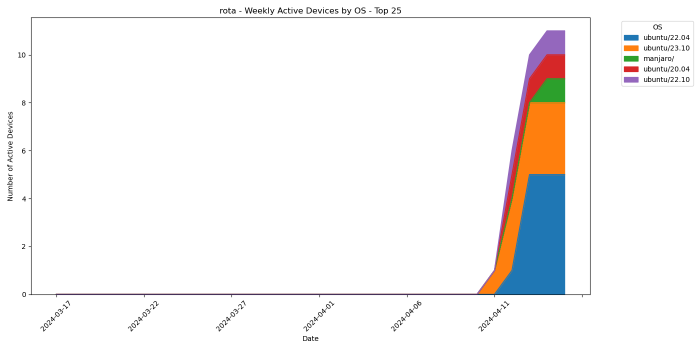 rota - Weekly Active Devices by OS - Top 25
Number of Active Devices
10
8
6
4
2
0
2024-03-17
2024-03-22
2024-03-27
2024-04-01
2024-04-06
2024-04-11
Date
OS
ubuntu/22.04
ubuntu/23.10
manjaro/
ubuntu/20.04
ubuntu/22.10